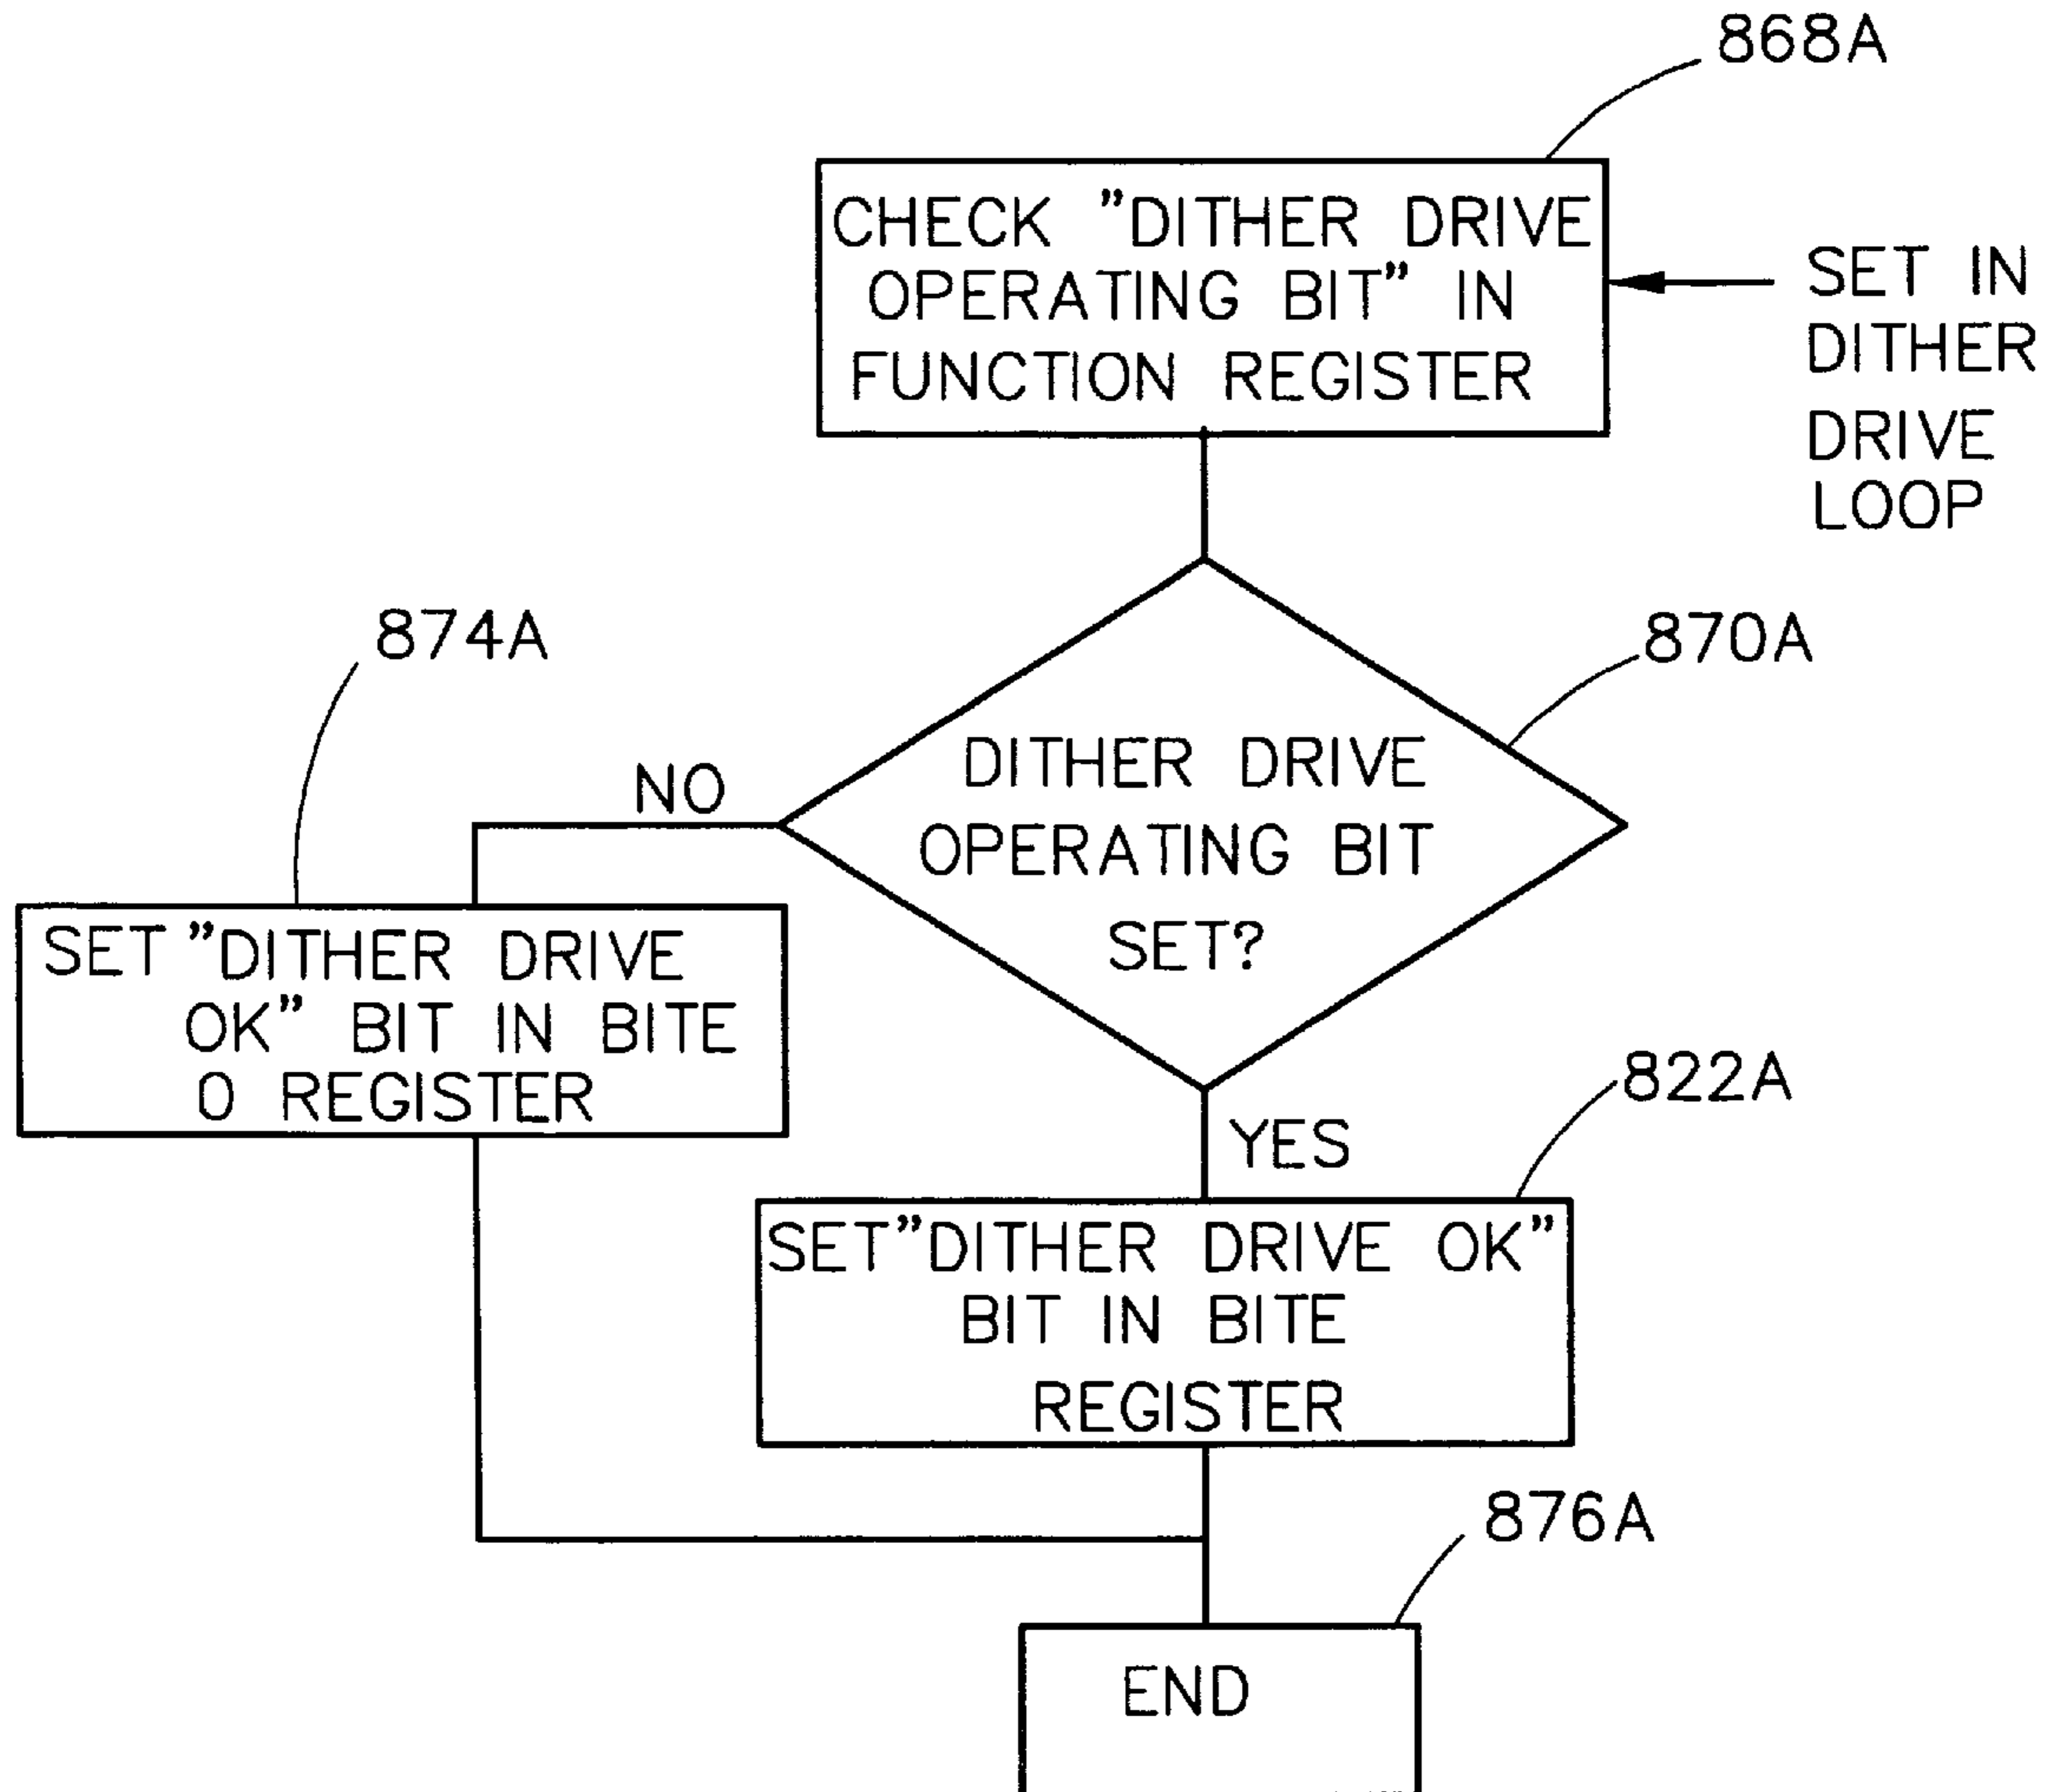 868A
CHECK ”DITHER DRIVE
OPERATING BIT” IN
FUNCTION REGISTER
SET IN
DITHER
DRIVE
LOOP
874A
870A
DITHER DRIVE
OPERATING BIT
SET?
NO
SET ”DITHER DRIVE
OK” BIT IN BITE
0 REGISTER
YES
822A
SET”DITHER DRIVE OK”
BIT IN BITE
REGISTER
876A
END